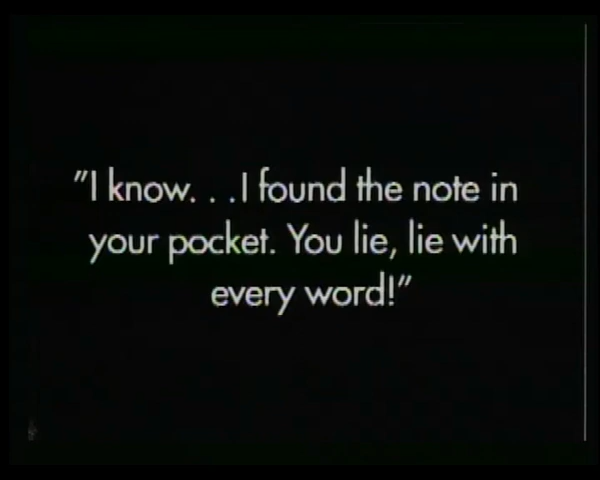 "I know. . .I found the note in
your pocket. You lie, lie with
every word!"